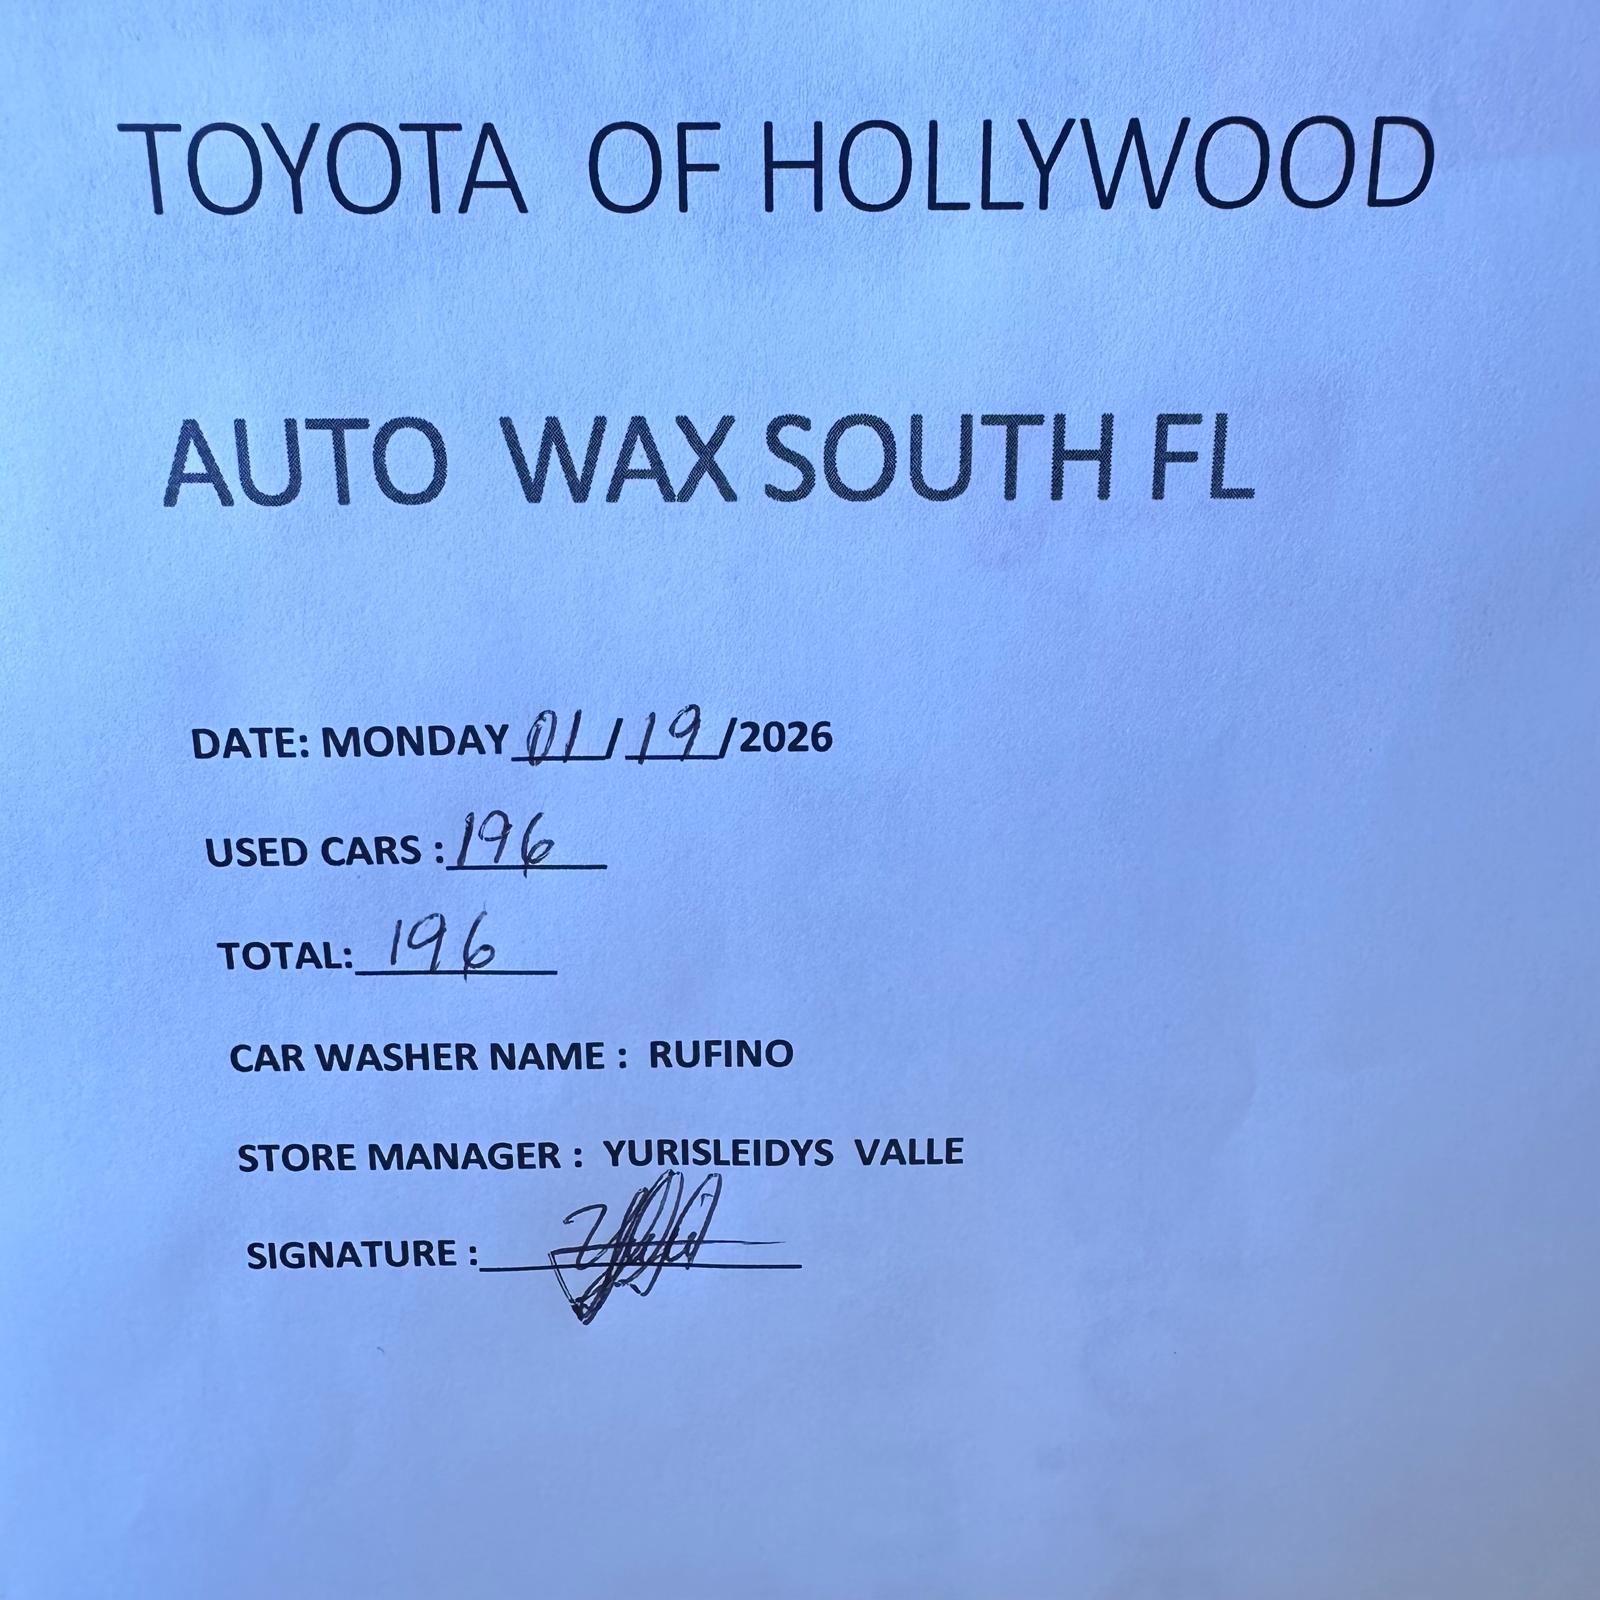 TOYOTA OF HOLLYWOOD
AUTO WAX SOUTH FL
DATE: MONDAY 01/19/2026
USED CARS : 196
TOTAL: 196
CAR WASHER NAME : RUFINO
STORE MANAGER : YURISLEIDYS VALLE
SIGNATURE :